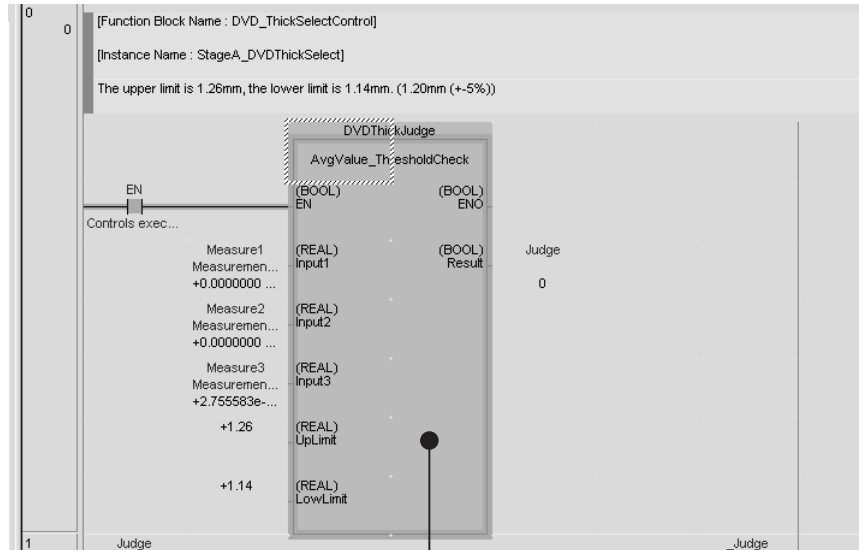 0
0
[Function Block Name : DVD_ThickSelectControl]
[Instance Name : StageA_DVDThickSelect]
The upper limit is 1.26mm, the lower limit is 1.14mm. (1.20mm (+-5%))
DVDThickJudge
AvgValue_ThresholdCheck
EN
(BOOL) (BOOL)
EN ENO
Controls exec...
Measure1 (REAL) (BOOL) Judge
Measuremen... Input1 Result
+0.0000000 ... 0
Measure2 (REAL)
Measuremen... Input2
+0.0000000 ...
Measure3 (REAL)
Measuremen... Input3
+2.755583e-...
+1.26 (REAL)
UpLimit
+1.14 (REAL)
LowLimit
1 Judge _Judge